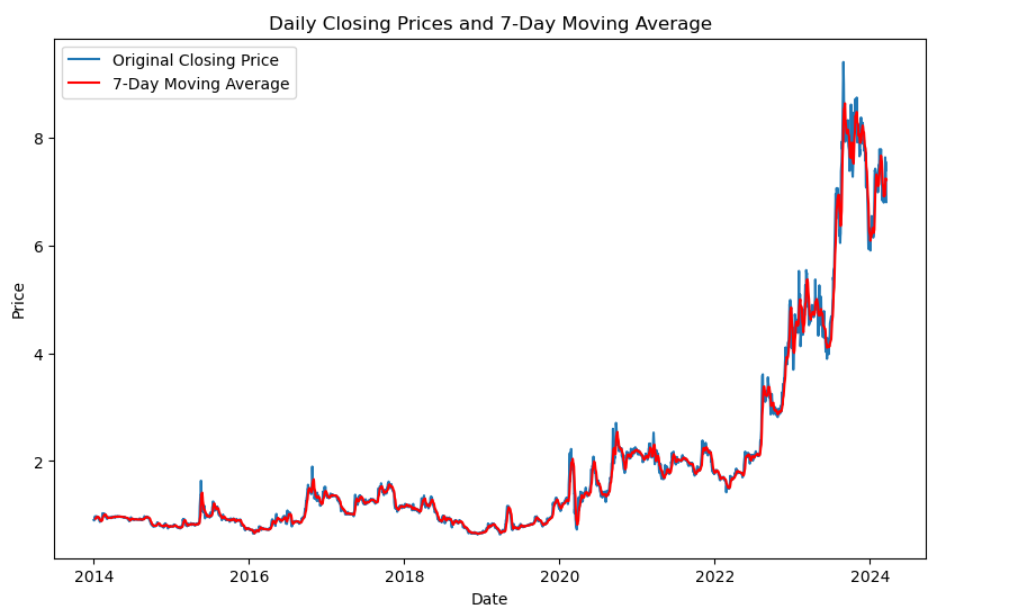 Daily Closing Prices and 7-Day Moving Average
Original Closing Price
7-Day Moving Average
8
6
4
2
Price
2014 2016 2018 2020 2022 2024
Date